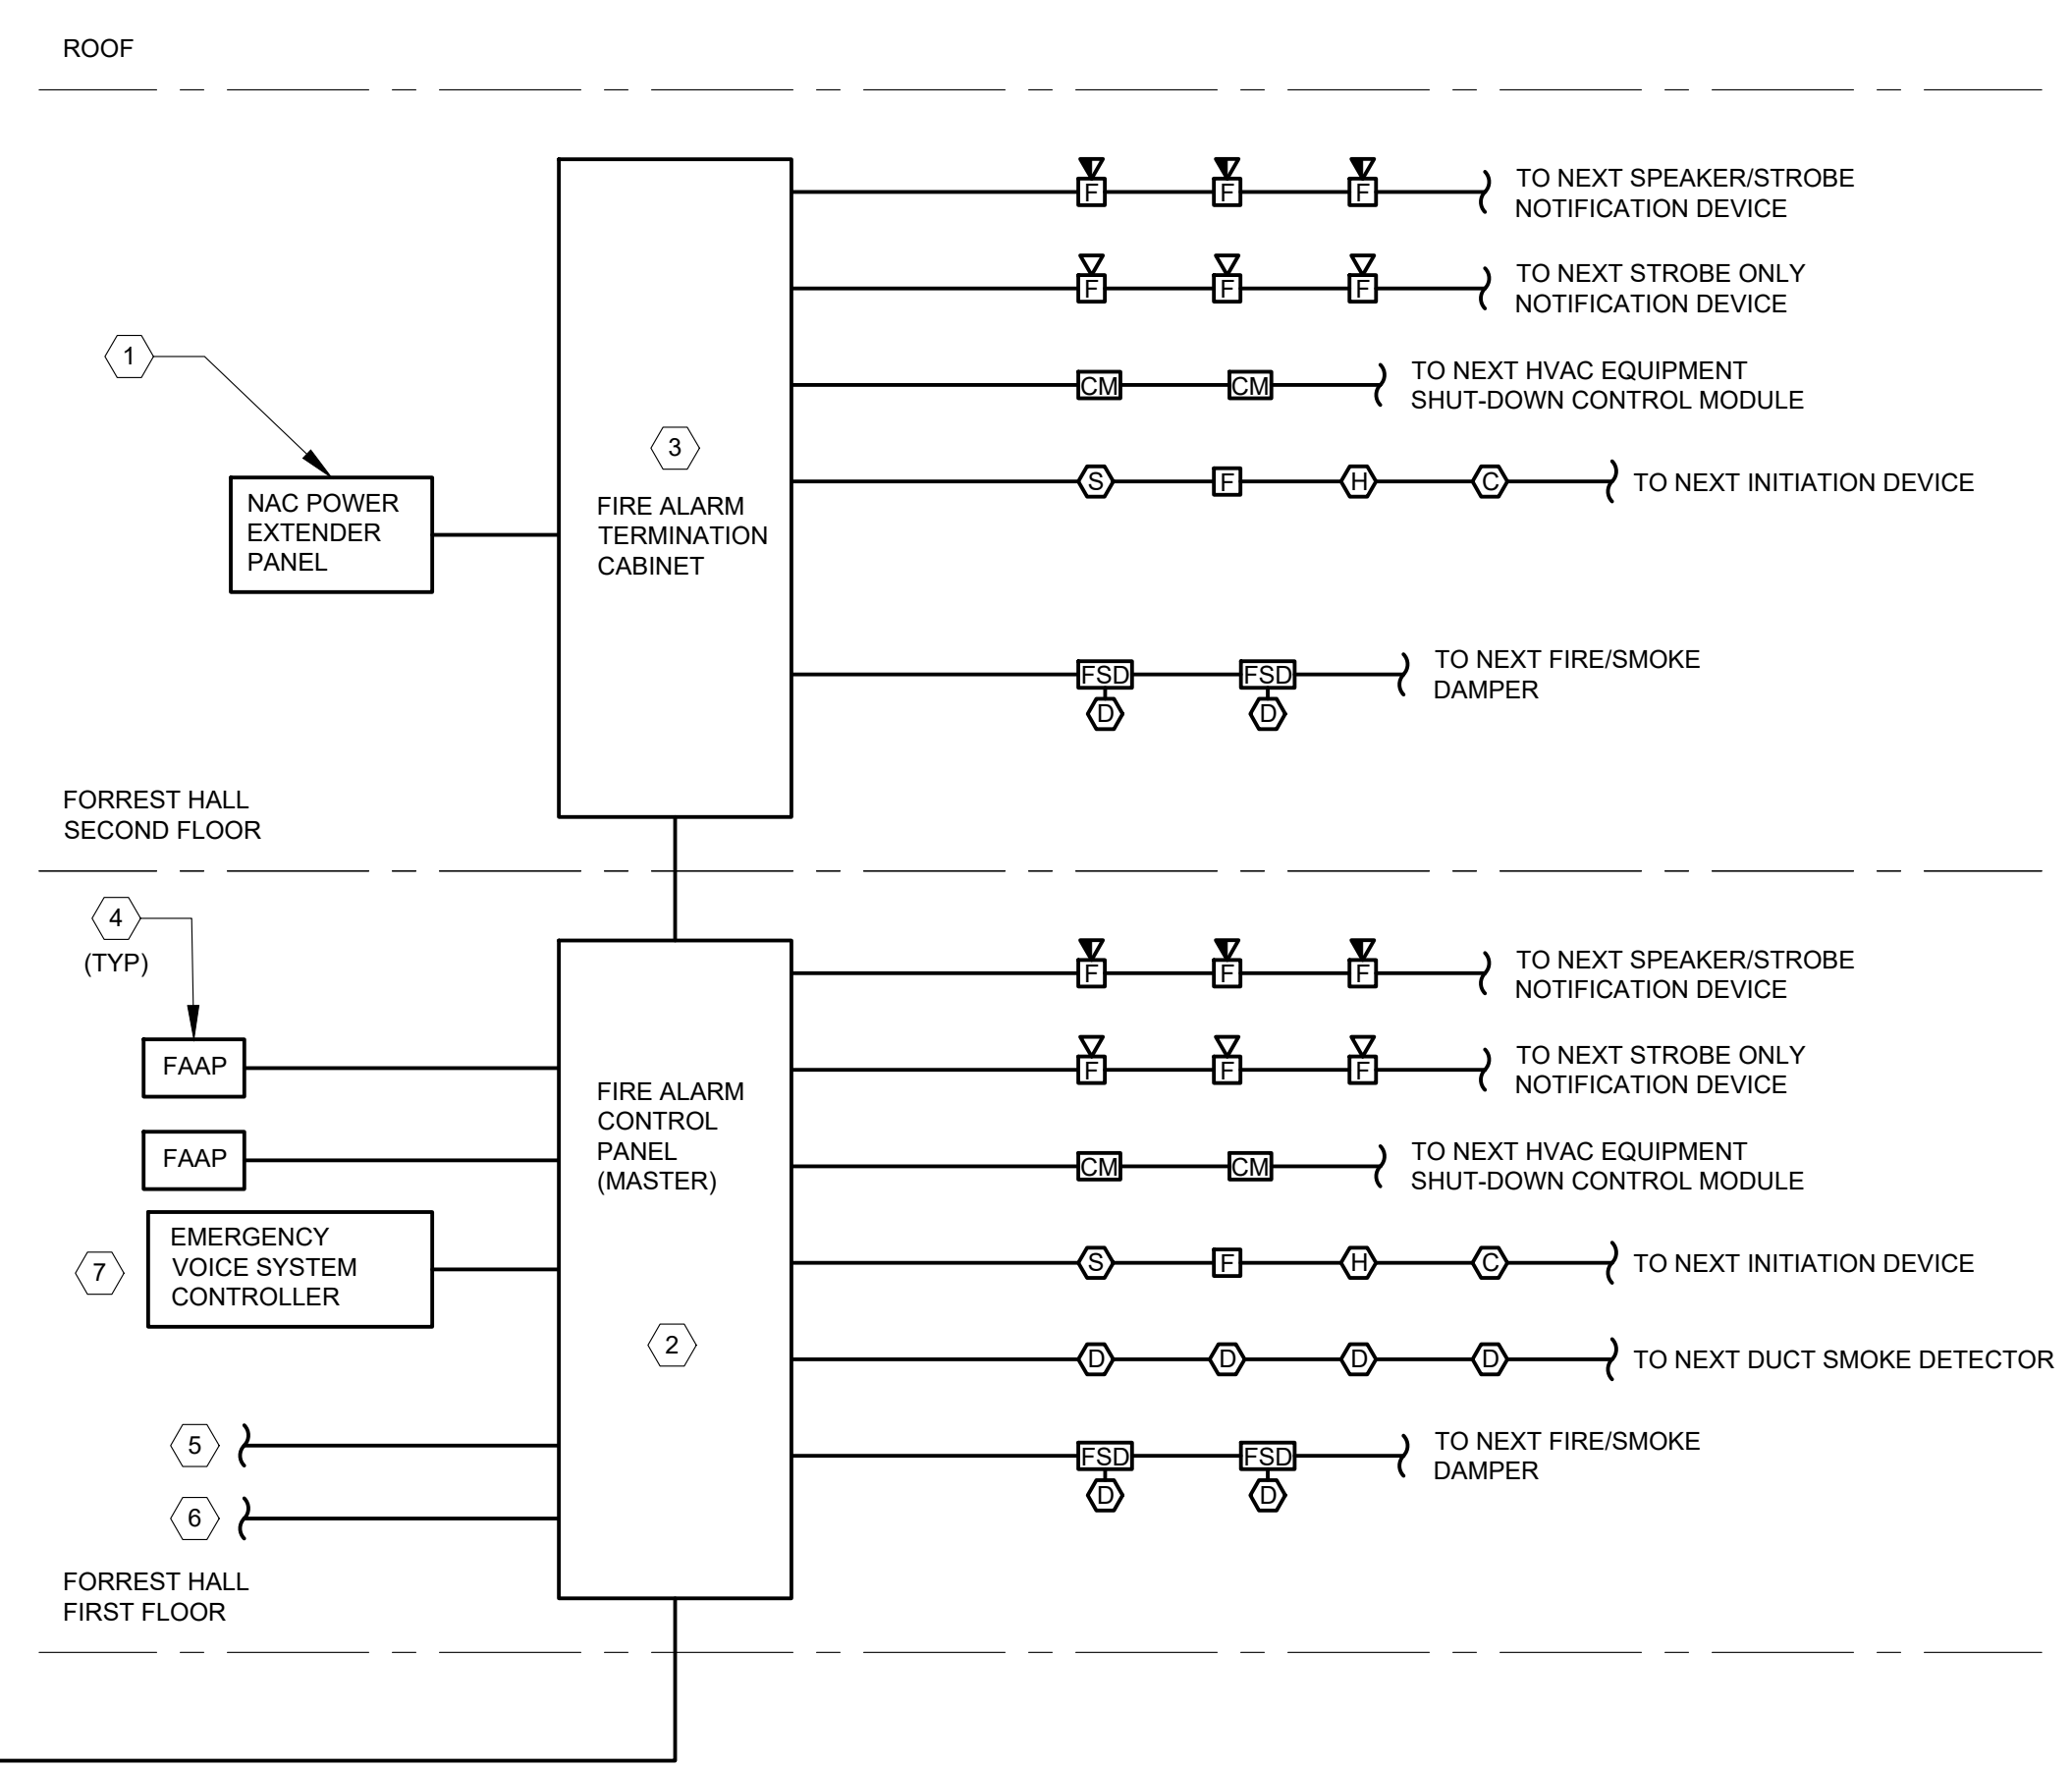 ROOF
F F F
TO NEXT SPEAKER/STROBE
NOTIFICATION DEVICE
F F F
TO NEXT STROBE ONLY
NOTIFICATION DEVICE
1
CM CM
TO NEXT HVAC EQUIPMENT
SHUT-DOWN CONTROL MODULE
3
FIRE ALARM
TERMINATION
CABINET
NAC POWER
EXTENDER
PANEL
S F H C
TO NEXT INITIATION DEVICE
FSD FSD
D D
TO NEXT FIRE/SMOKE
DAMPER
FORREST HALL
SECOND FLOOR
4
(TYP)
FAAP
FAAP
7
EMERGENCY
VOICE SYSTEM
CONTROLLER
FIRE ALARM
CONTROL
PANEL
(MASTER)
2
5
6
F F F
TO NEXT SPEAKER/STROBE
NOTIFICATION DEVICE
F F F
TO NEXT STROBE ONLY
NOTIFICATION DEVICE
CM CM
TO NEXT HVAC EQUIPMENT
SHUT-DOWN CONTROL MODULE
S F H C
TO NEXT INITIATION DEVICE
D D D D
TO NEXT DUCT SMOKE DETECTOR
FSD FSD
D D
TO NEXT FIRE/SMOKE
DAMPER
FORREST HALL
FIRST FLOOR